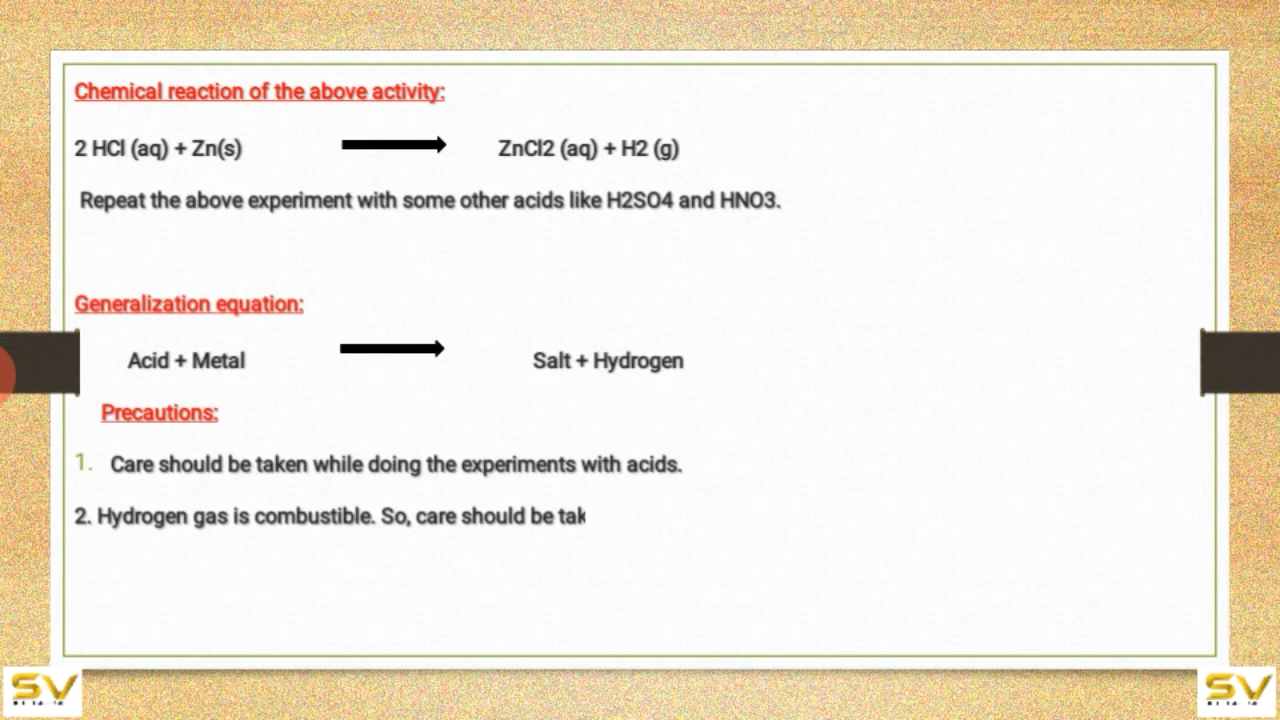 Chemical reaction of the above activity:
2 HCl (aq) + Zn(s) ZnCl2 (aq) + H2 (g)
Repeat the above experiment with some other acids like H2SO4 and HNO3.
Generalization equation:
Acid + Metal Salt + Hydrogen
Precautions:
1. Care should be taken while doing the experiments with acids.
2. Hydrogen gas is combustible. So, care should be tak
SV SV